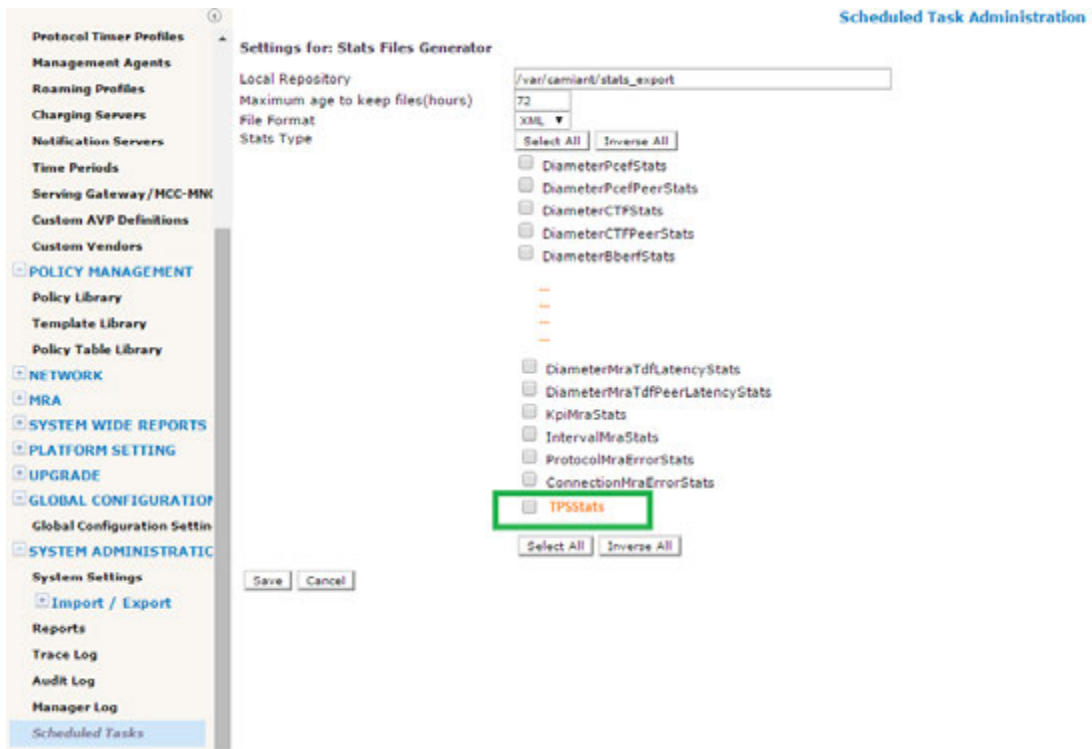 Scheduled Task Administration
Protocol Timer Profiles
Management Agents
Roaming Profiles
Charging Servers
Notification Servers
Time Periods
Serving Gateway/MCC-MNC
Custom AVP Definitions
Custom Vendors
POLICY MANAGEMENT
Policy Library
Template Library
Policy Table Library
NETWORK
MRA
SYSTEM WIDE REPORTS
PLATFORM SETTING
UPGRADE
GLOBAL CONFIGURATION
Global Configuration Settin
SYSTEM ADMINISTRATIC
System Settings
Import / Export
Reports
Trace Log
Audit Log
Manager Log
Scheduled Tasks
Settings for: Stats Files Generator
Local Repository /var/camiant/stats_export
Maximum age to keep files(hours) 72
File Format XML ▼
Stats Type Select All Inverse All
DiameterPcefStats
DiameterPcefPeerStats
DiameterCTFStats
DiameterCTFPeerStats
DiameterBberfStats
...
...
...
...
DiameterMraTdfLatencyStats
DiameterMraTdfPeerLatencyStats
KpiMraStats
IntervalMraStats
ProtocolMraErrorStats
ConnectionMraErrorStats
TPSStats
Select All Inverse All
Save Cancel